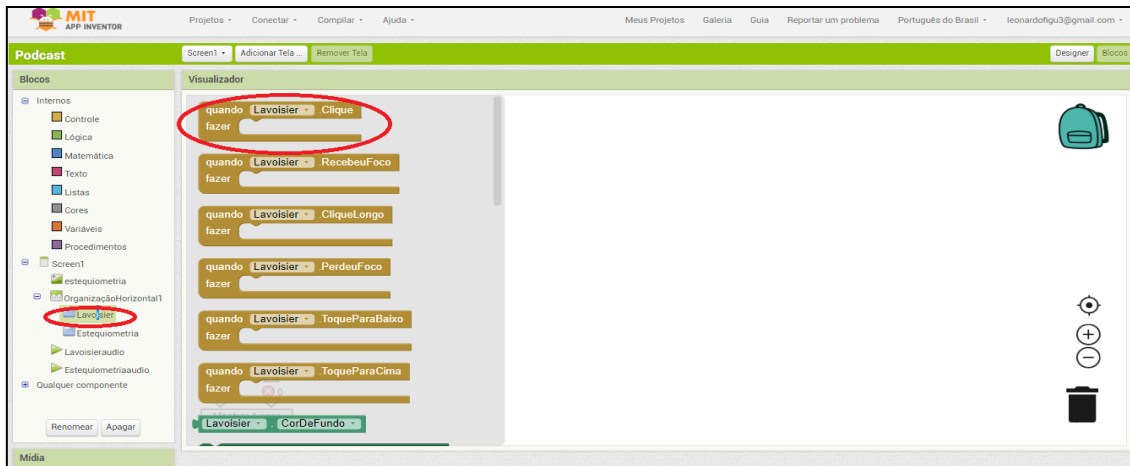 MIT
APP INVENTOR
Projetos Conectar Compilar Ajuda Meus Projetos Galeria Guia Reportar um problema Português do Brasil leonardofigu3@gmail.com
Podcast Screen1 Adicionar Tela ... Remover Tela Designer Blocos
Blocos
Internos
Controle
Lógica
Matemática
Texto
Listas
Cores
Variáveis
Procedimentos
Screen1
estequiometria
OrganizaçãoHorizontal1
Lavoisier
Estequiometria
Lavoisieraudio
Estequiometriaaudio
Qualquer componente
Renomear Apagar
Mídia
Visualizador
quando Lavoisier .Clique
fazer
quando Lavoisier .RecebeuFoco
fazer
quando Lavoisier .CliqueLongo
fazer
quando Lavoisier .PerdeuFoco
fazer
quando Lavoisier .ToqueParaBaixo
fazer
quando Lavoisier .ToqueParaCima
fazer
0
Lavoisier . CorDeFundo